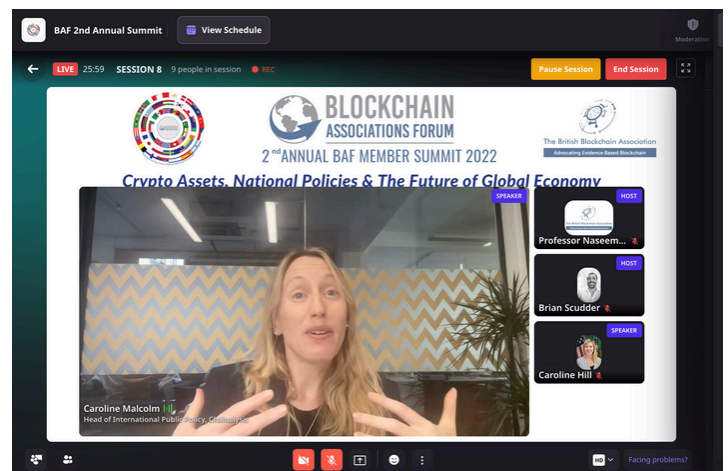 BAF 2nd Annual Summit
View Schedule
Moderation
LIVE 25:59 SESSION 8 9 people in session REC
Pause Session
End Session
BLOCKCHAIN
ASSOCIATIONS FORUM
2 nd ANNUAL BAF MEMBER SUMMIT 2022
The British Blockchain Association
Advocating Evidence Based Blockchain
Crypto Assets, National Policies & The Future of Global Economy
SPEAKER
Caroline Malcolm
Head of International Public Policy, Chainalysis
HOST
Professor Naseem...
HOST
Brian Scudder
SPEAKER
Caroline Hill
HD
Facing problems?